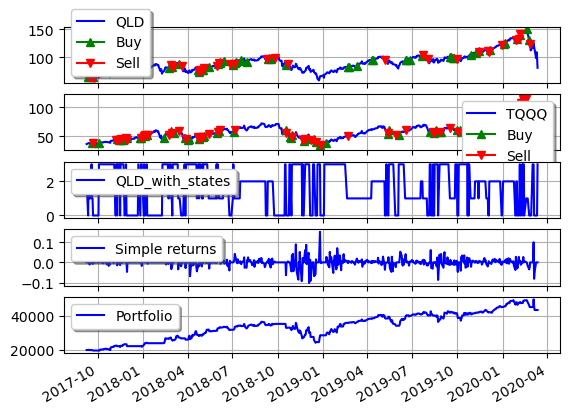 150
100
QLD
Buy
Sell
100
50
TQQQ
Buy
Sell
2
0
QLD_with_states
0.1
0.0
−0.1
Simple returns
40000
20000
Portfolio
2017-10
2018-01
2018-04
2018-07
2018-10
2019-01
2019-04
2019-07
2019-10
2020-01
2020-04